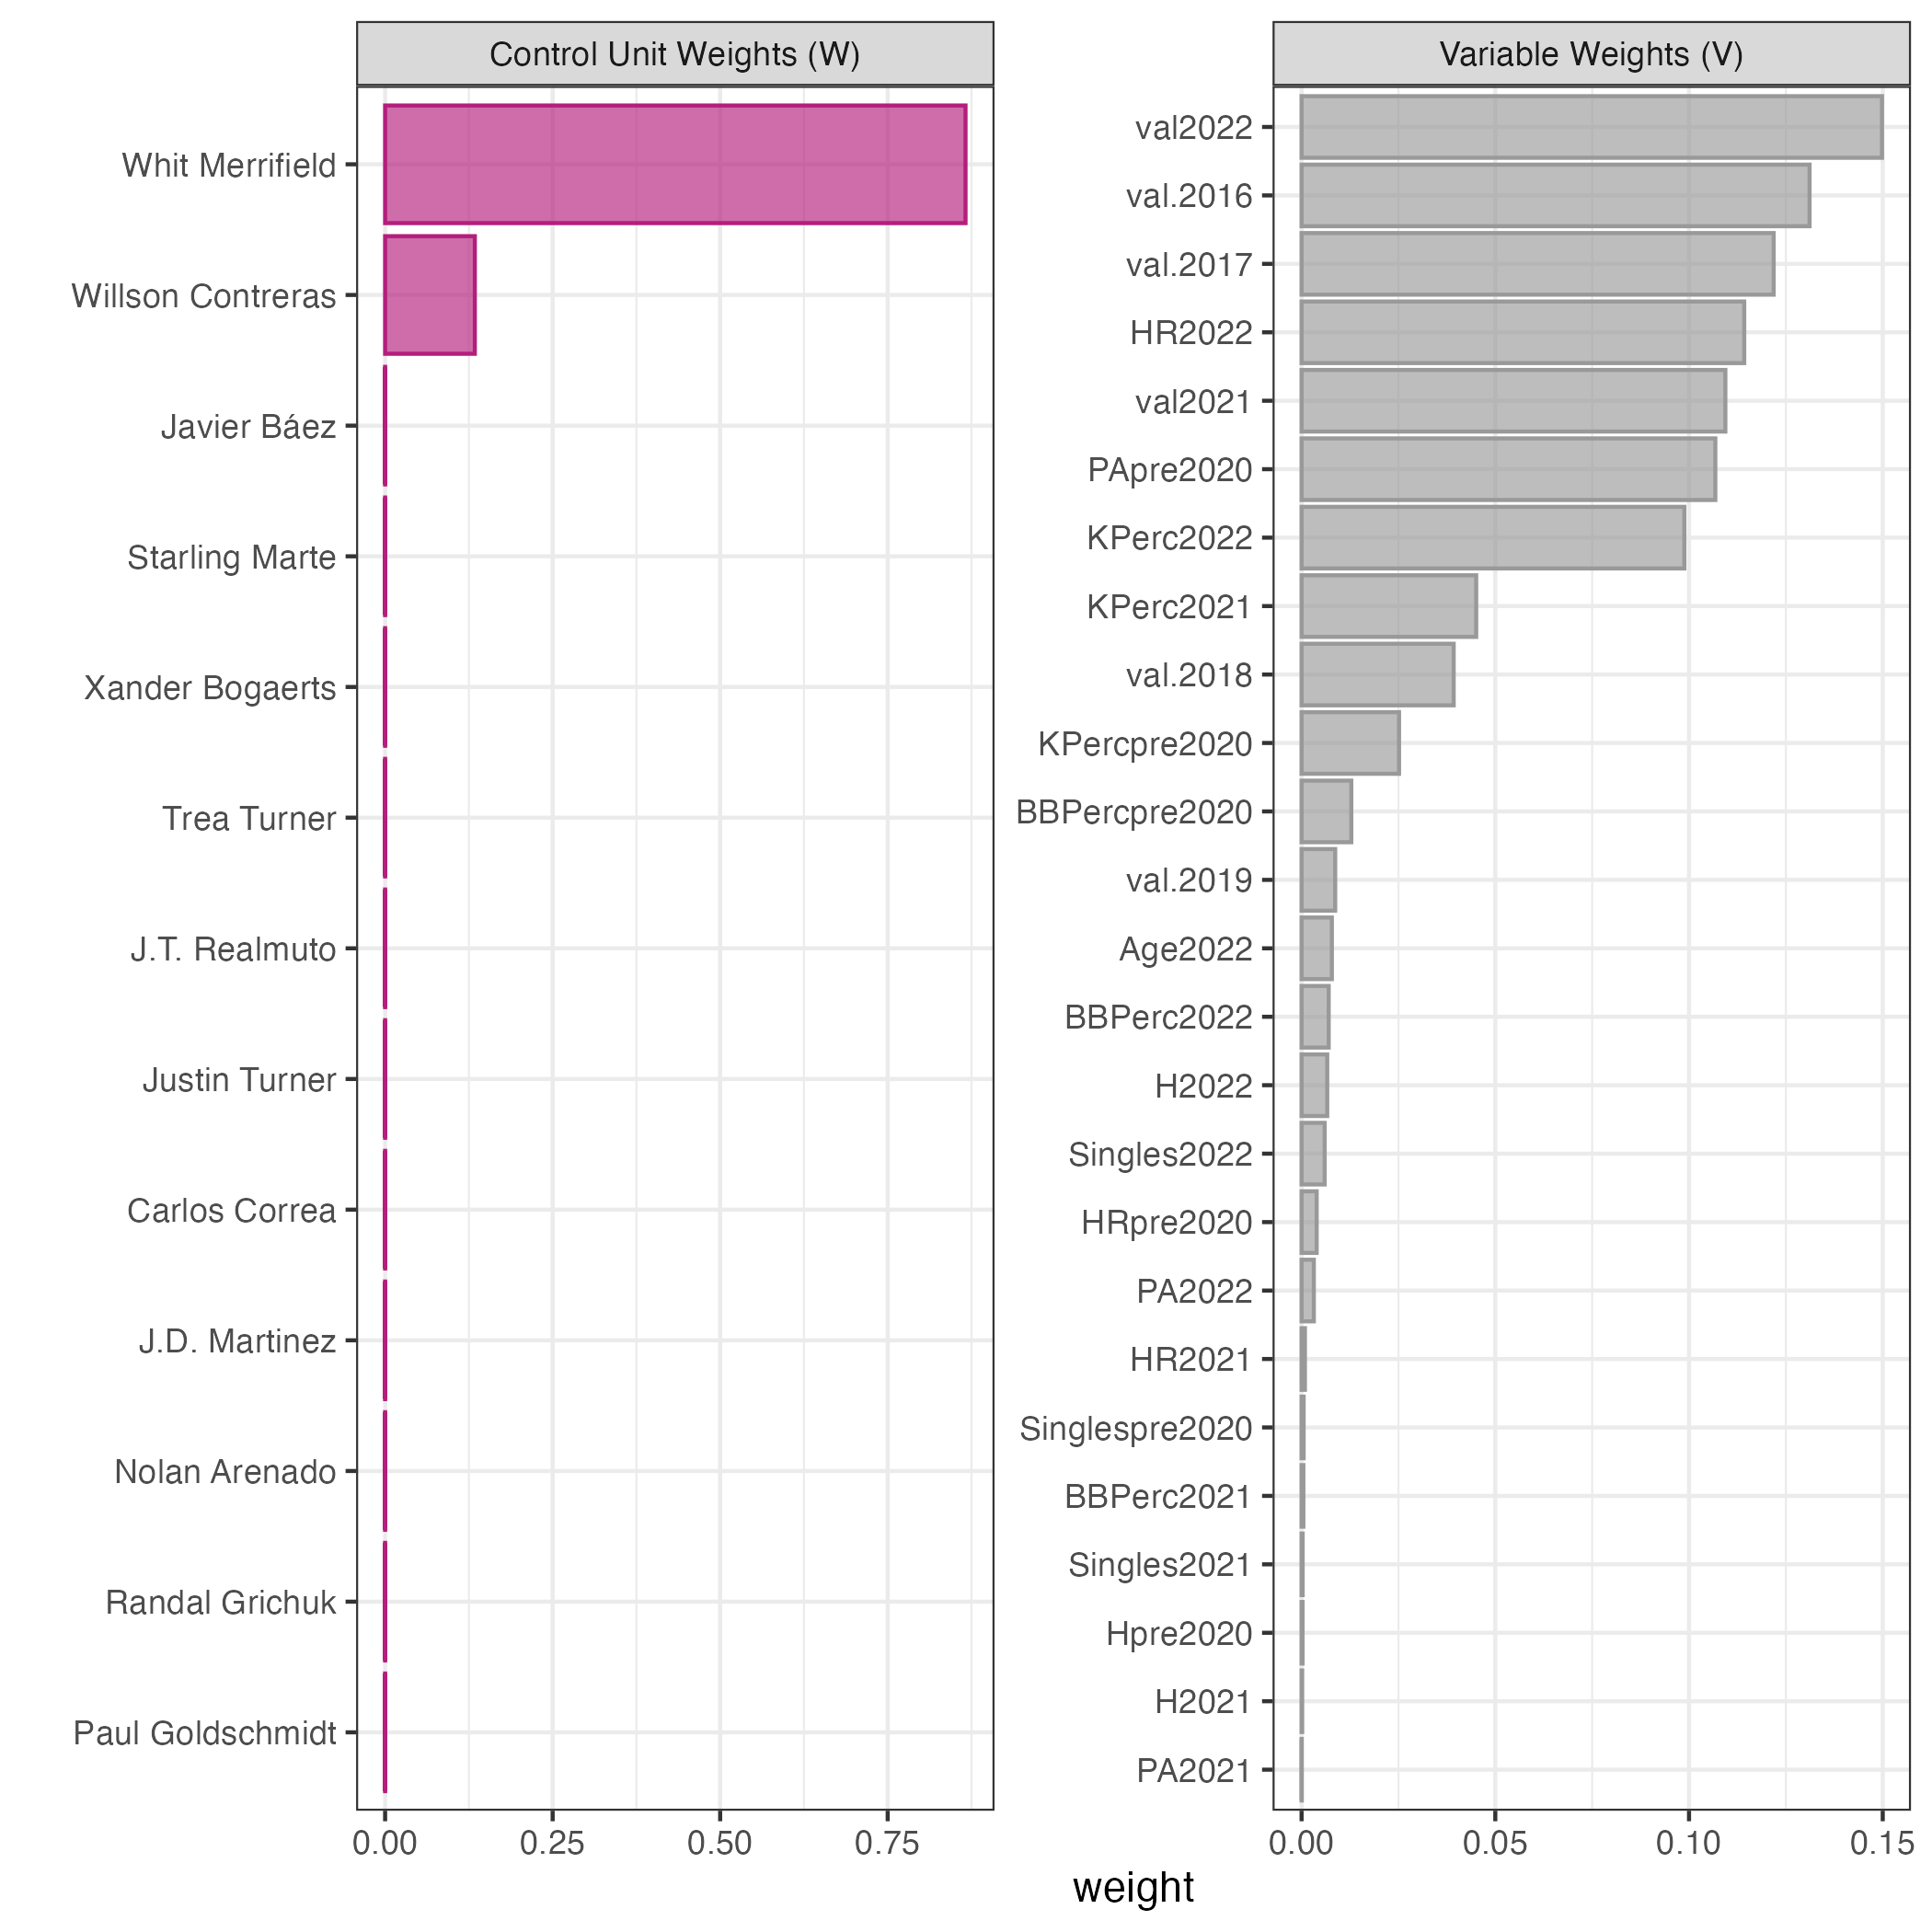 Control Unit Weights (W)
Whit Merrifield
Willson Contreras
Javier Báez
Starling Marte
Xander Bogaerts
Trea Turner
J.T. Realmuto
Justin Turner
Carlos Correa
J.D. Martinez
Nolan Arenado
Randal Grichuk
Paul Goldschmidt
0.00 0.25 0.50 0.75
Variable Weights (V)
val2022
val.2016
val.2017
HR2022
val2021
PApre2020
KPerc2022
KPerc2021
val.2018
KPercpre2020
BBPercpre2020
val.2019
Age2022
BBPerc2022
H2022
Singles2022
HRpre2020
PA2022
HR2021
Singlespre2020
BBPerc2021
Singles2021
Hpre2020
H2021
PA2021
0.00 0.05 0.10 0.15
weight